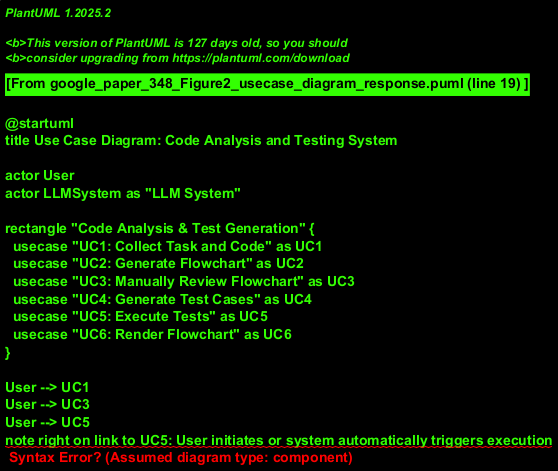 PlantUML 1.2025.2
<b>This version of PlantUML is 127 days old, so you should
<b>consider upgrading from https://plantuml.com/download
[From google_paper_348_Figure2_usecase_diagram_response.puml (line 19) ]
@startuml
title Use Case Diagram: Code Analysis and Testing System
actor User
actor LLMSystem as "LLM System"
rectangle "Code Analysis & Test Generation" {
usecase "UC1: Collect Task and Code" as UC1
usecase "UC2: Generate Flowchart" as UC2
usecase "UC3: Manually Review Flowchart" as UC3
usecase "UC4: Generate Test Cases" as UC4
usecase "UC5: Execute Tests" as UC5
usecase "UC6: Render Flowchart" as UC6
}
User --> UC1
User --> UC3
User --> UC5
note right on link to UC5: User initiates or system automatically triggers execution
Syntax Error? (Assumed diagram type: component)